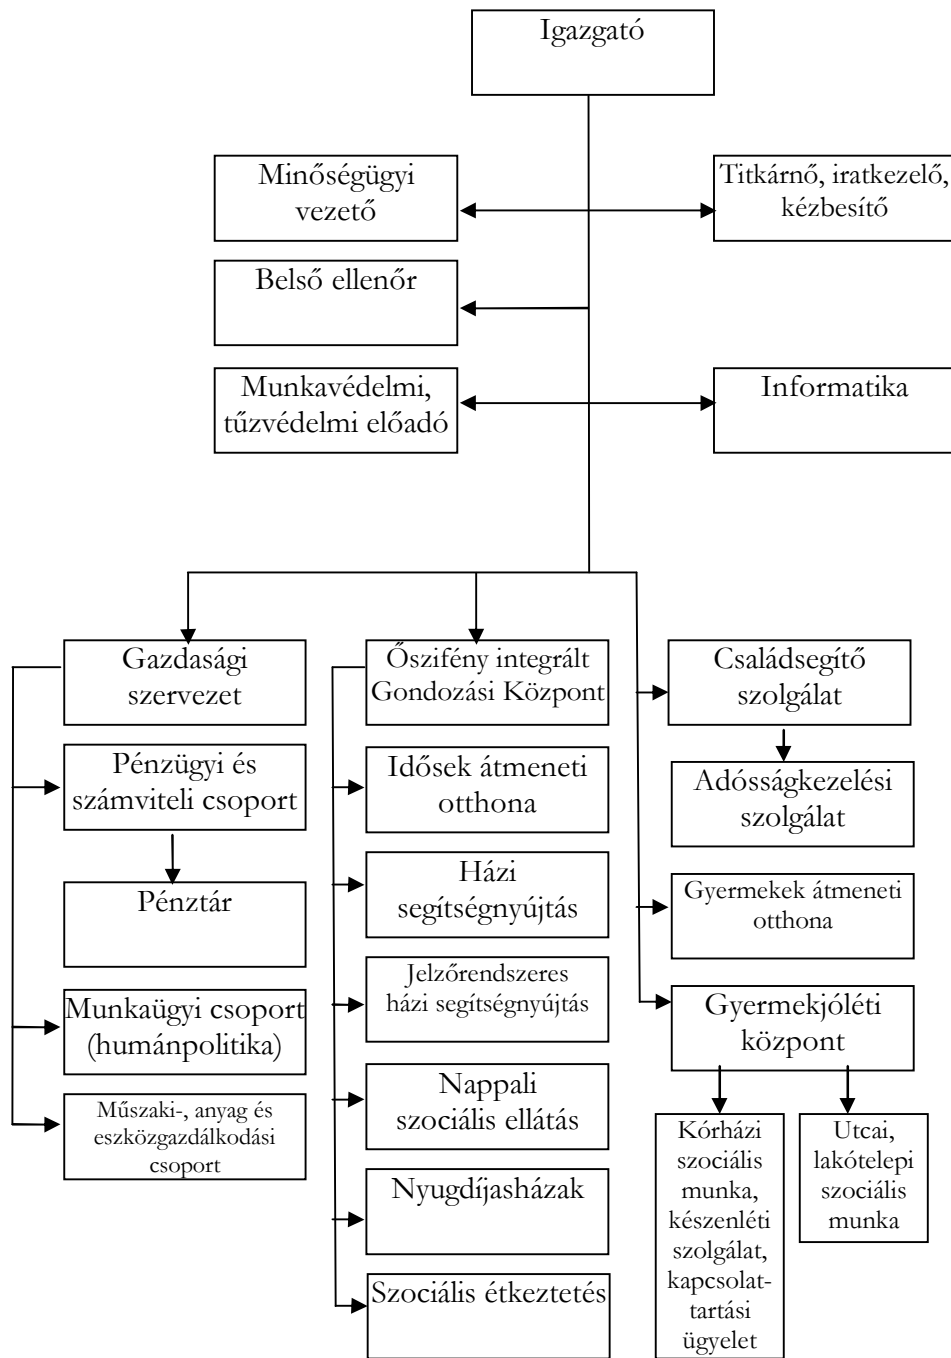 Igazgató
Minőségügyi
vezető
Titkárnő, iratkezelő,
kézbesítő
Belső ellenőr
Munkavédelmi,
tűzvédelmi előadó
Informatika
Gazdasági
szervezet
Pénzügyi és
számviteli csoport
Pénztár
Munkaügyi csoport
(humánpolitika)
Műszaki-, anyag és
eszközgazdálkodási
csoport
Őszifény integrált
Gondozási Központ
Idősek átmeneti
otthona
Házi
segítségnyújtás
Jelzőrendszeres
házi segítségnyújtás
Nappali
szociális ellátás
Nyugdíjasházak
Szociális étkeztetés
Családsegítő
szolgálat
Adósságkezelési
szolgálat
Gyermekek átmeneti
otthona
Gyermekjóléti
központ
Kórházi
szociális
munka,
készenléti
szolgálat,
kapcsolat-
tartási
ügyelet
Utcai,
lakótelepi
szociális
munka